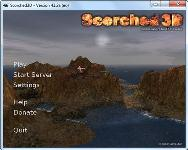 Scorched3D
Play
Start Server
Settings
Help
Donate
Quit